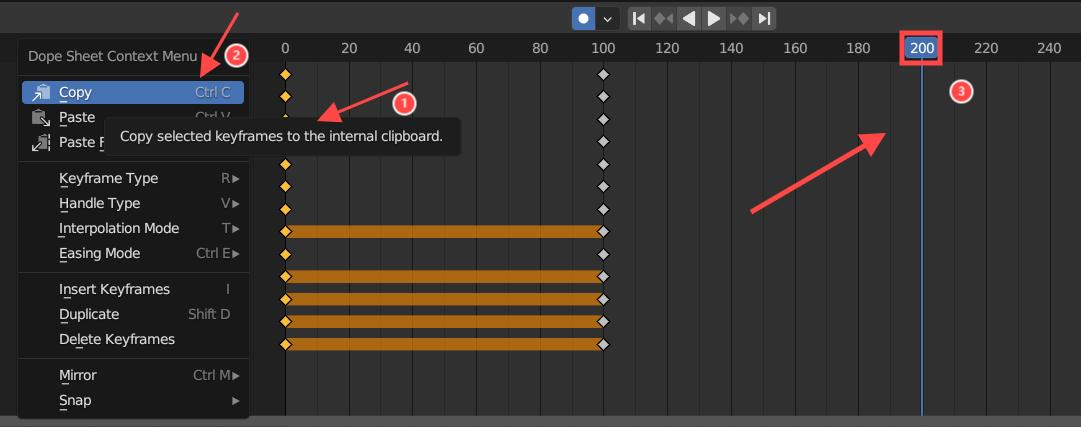 0 20 40 60 80 100 120 140 160 180 200 220 240
Dope Sheet Context Menu
2
Copy Ctrl C
3
1
Paste Ctrl V
Copy selected keyframes to the internal clipboard.
Paste F
Keyframe Type R
Handle Type V
Interpolation Mode T
Easing Mode Ctrl E
Insert Keyframes I
Duplicate Shift D
Delete Keyframes
Mirror Ctrl M
Snap